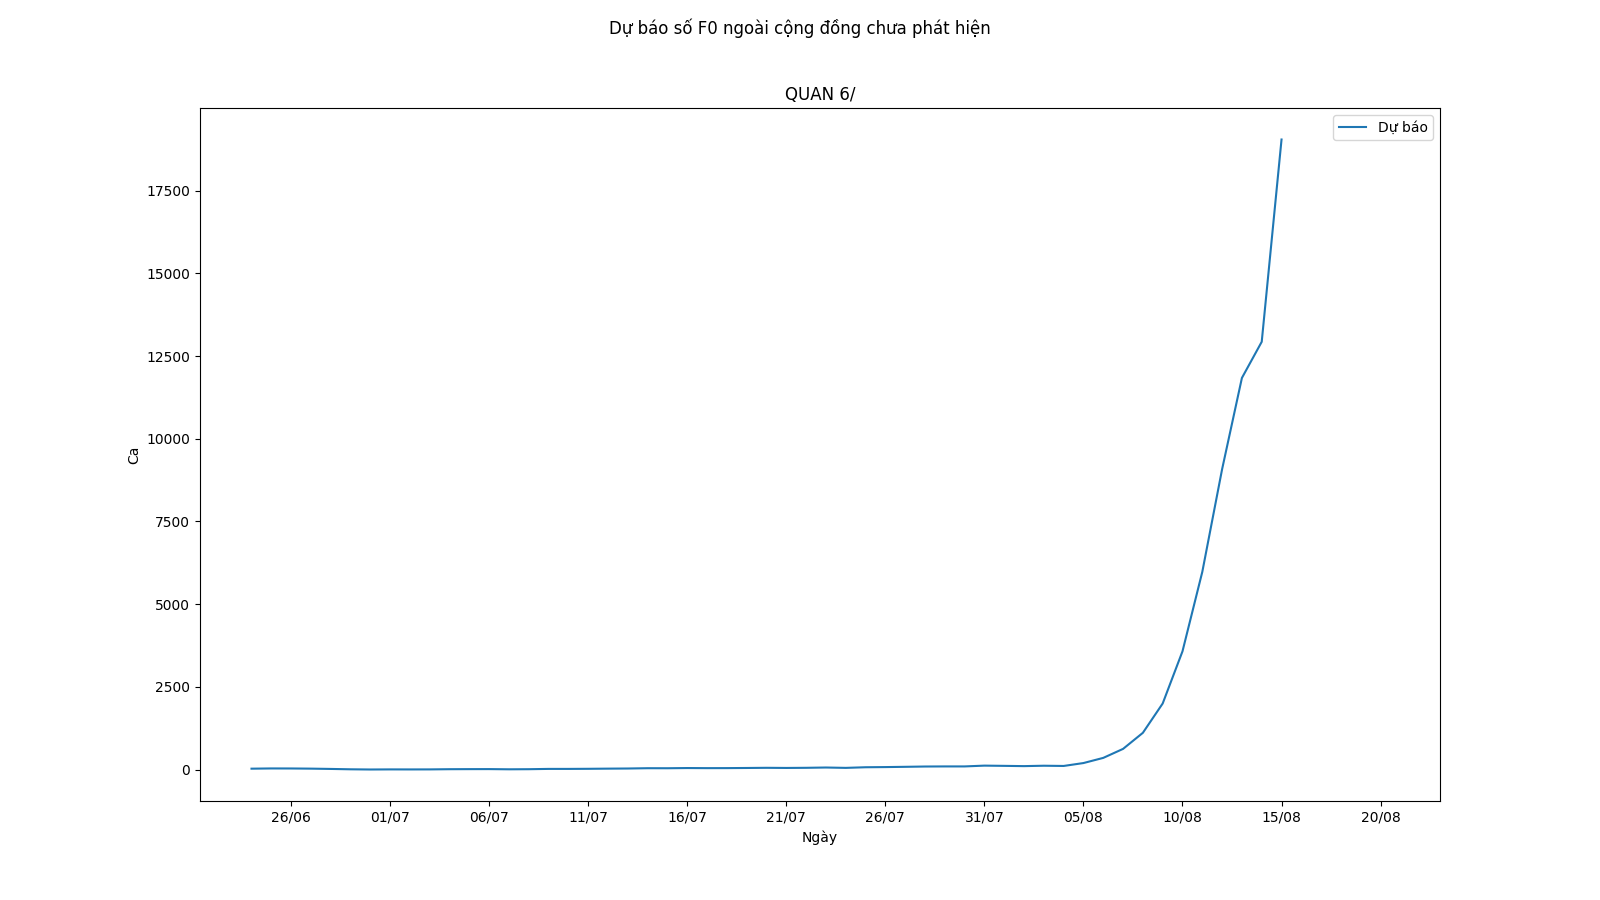 Dự báo số F0 ngoài cộng đồng chưa phát hiện
QUAN 6/
Dự báo
17500
15000
12500
10000
7500
5000
2500
0
Ca
26/06 01/07 06/07 11/07 16/07 21/07 26/07 31/07 05/08 10/08 15/08 20/08
Ngày